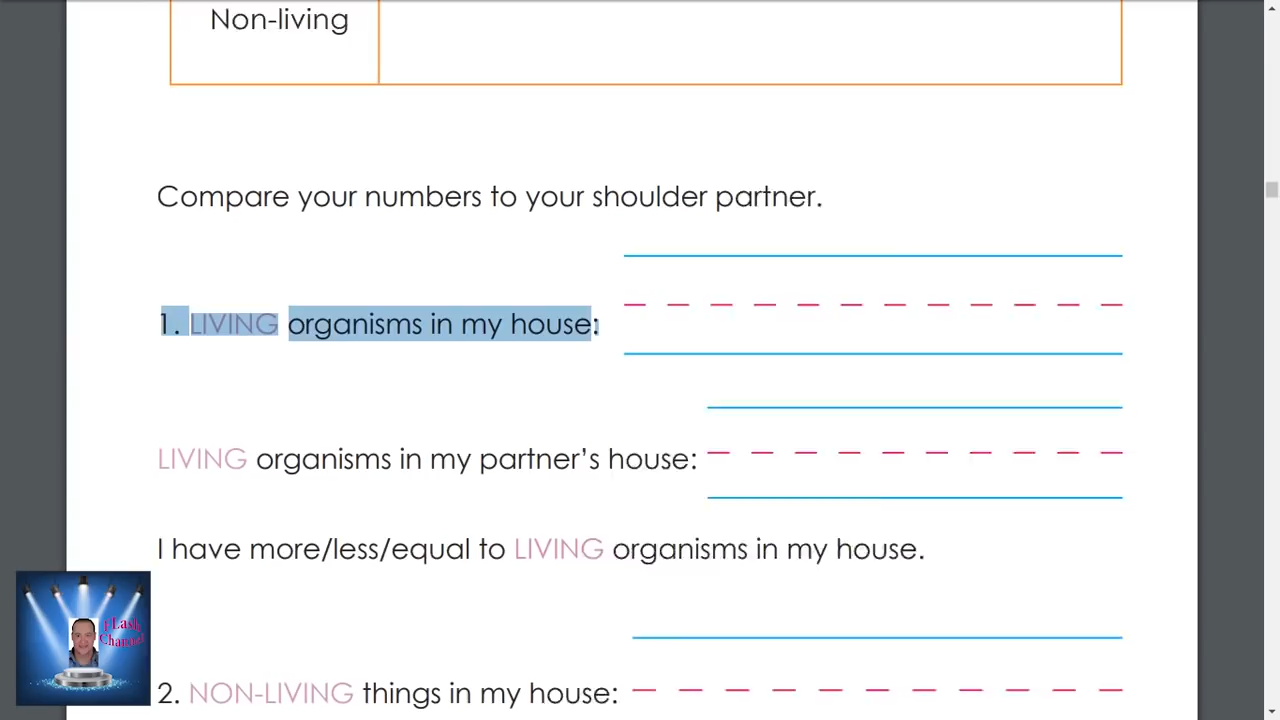 Non-living
Compare your numbers to your shoulder partner.
1. LIVING organisms in my house:
LIVING organisms in my partner’s house:
I have more/less/equal to LIVING organisms in my house.
Lash
Channel
2. NON-LIVING things in my house: